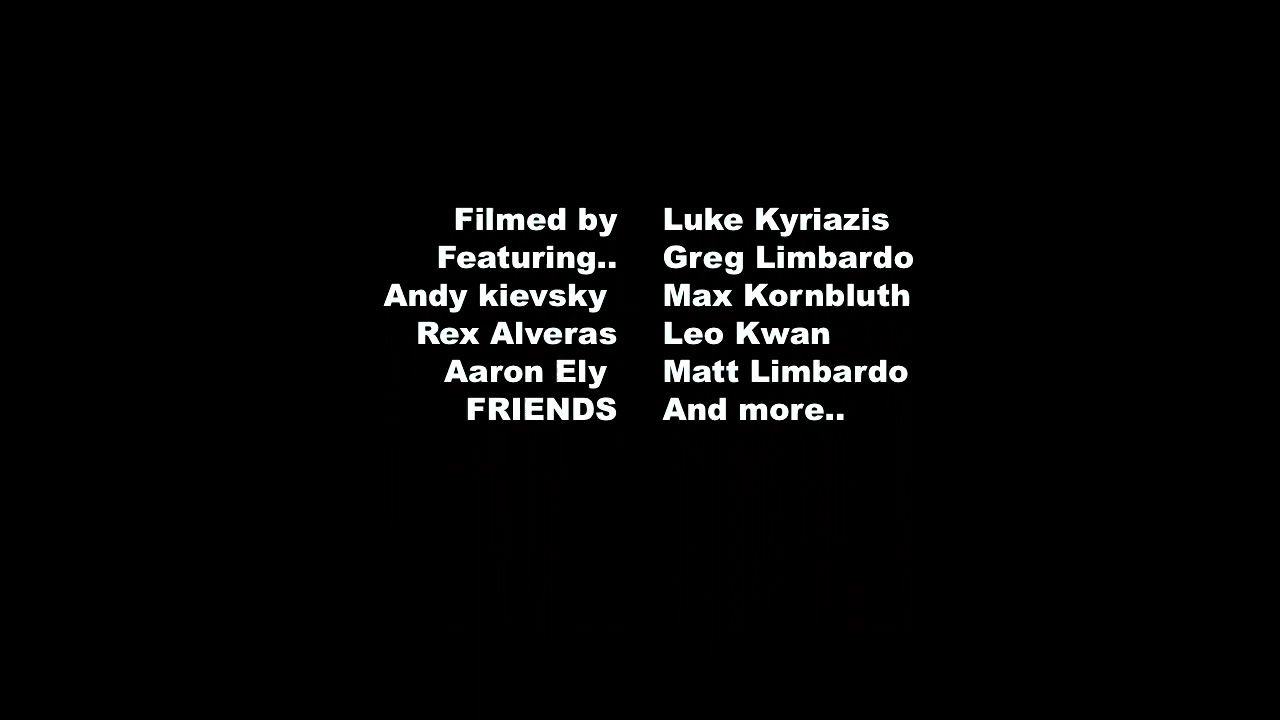 Filmed by Luke Kyriazis
Featuring.. Greg Limbardo
Andy kievsky Max Kornbluth
Rex Alveras Leo Kwan
Aaron Ely Matt Limbardo
FRIENDS And more..